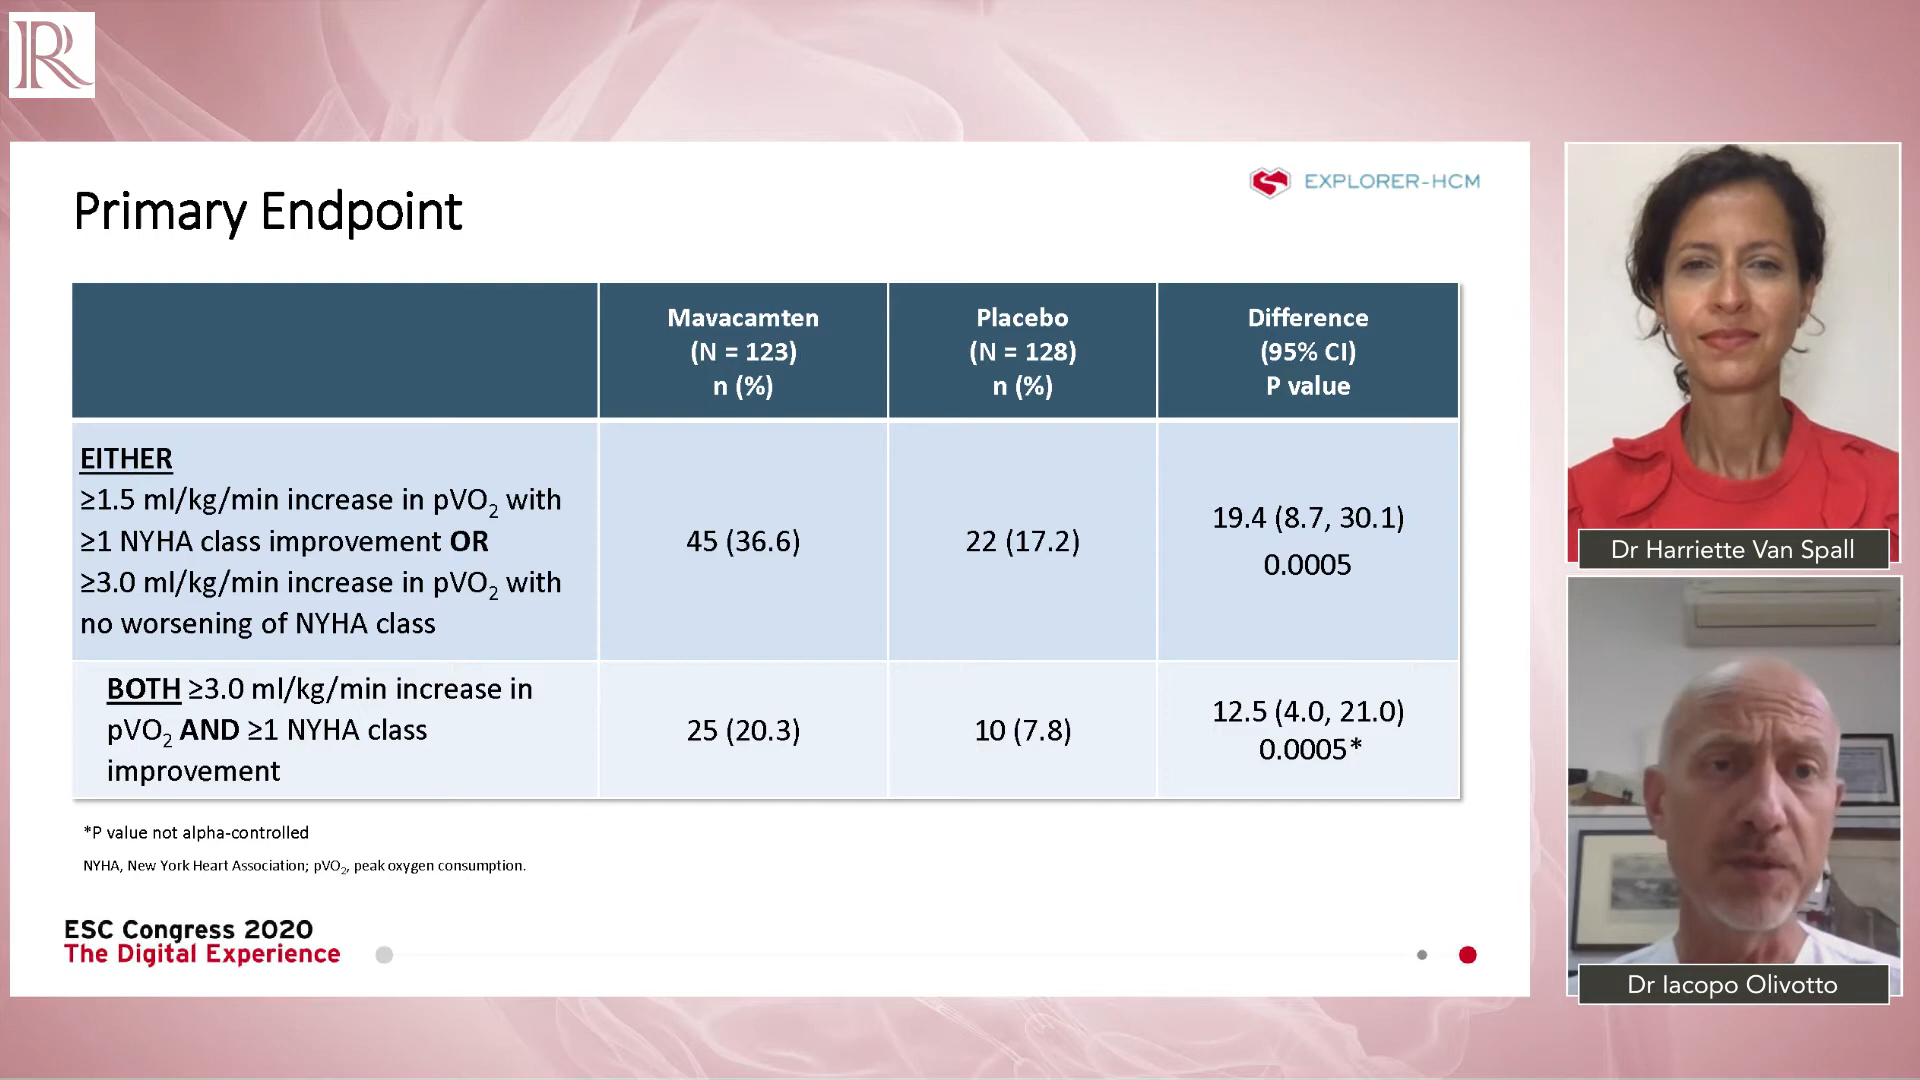 R
EXPLORER-HCM
Primary Endpoint
Mavacamten
(N = 123)
n (%)
Placebo
(N = 128)
n (%)
Difference
(95% CI)
P value
EITHER
≥1.5 ml/kg/min increase in pVO₂ with
≥1 NYHA class improvement OR
≥3.0 ml/kg/min increase in pVO₂ with
no worsening of NYHA class
45 (36.6)
22 (17.2)
19.4 (8.7, 30.1)
0.0005
BOTH ≥3.0 ml/kg/min increase in
pVO₂ AND ≥1 NYHA class
improvement
25 (20.3)
10 (7.8)
12.5 (4.0, 21.0)
0.0005*
*P value not alpha-controlled
NYHA, New York Heart Association; pVO₂, peak oxygen consumption.
ESC Congress 2020
The Digital Experience
Dr Harriette Van Spall
Dr Iacopo Olivotto